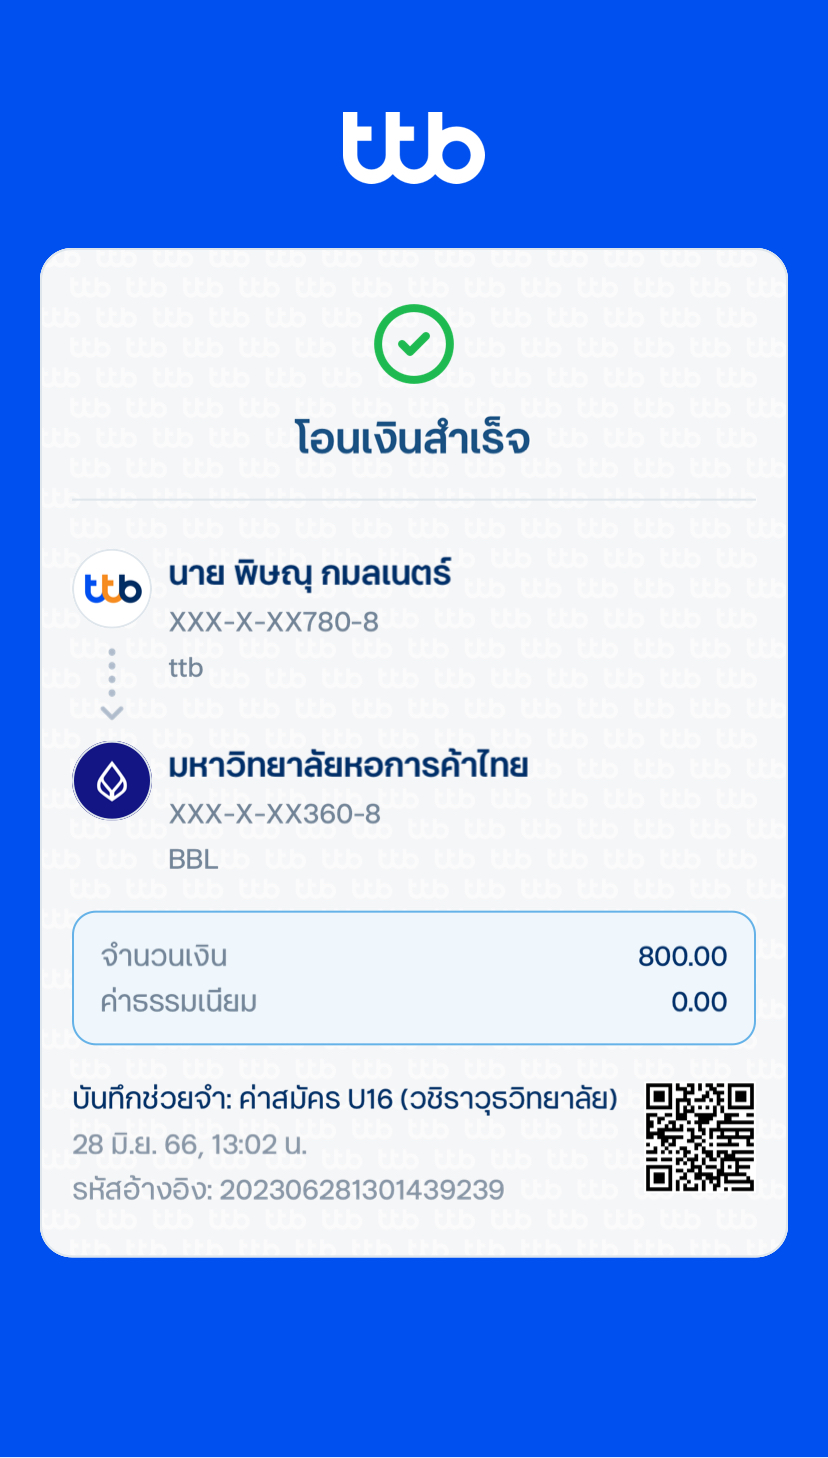 ttb
โอนเงินสำเร็จ
ttb
นาย พิษณุ กมลเนตร์
XXX-X-XX780-8
ttb
มหาวิทยาลัยหอการค้าไทย
XXX-X-XX360-8
BBL
จำนวนเงิน 800.00
ค่าธรรมเนียม 0.00
บันทึกช่วยจำ: ค่าสมัคร U16 (วชิราวุธวิทยาลัย)
28 มิ.ย. 66, 13:02 น.
รหัสอ้างอิง: 202306281301439239